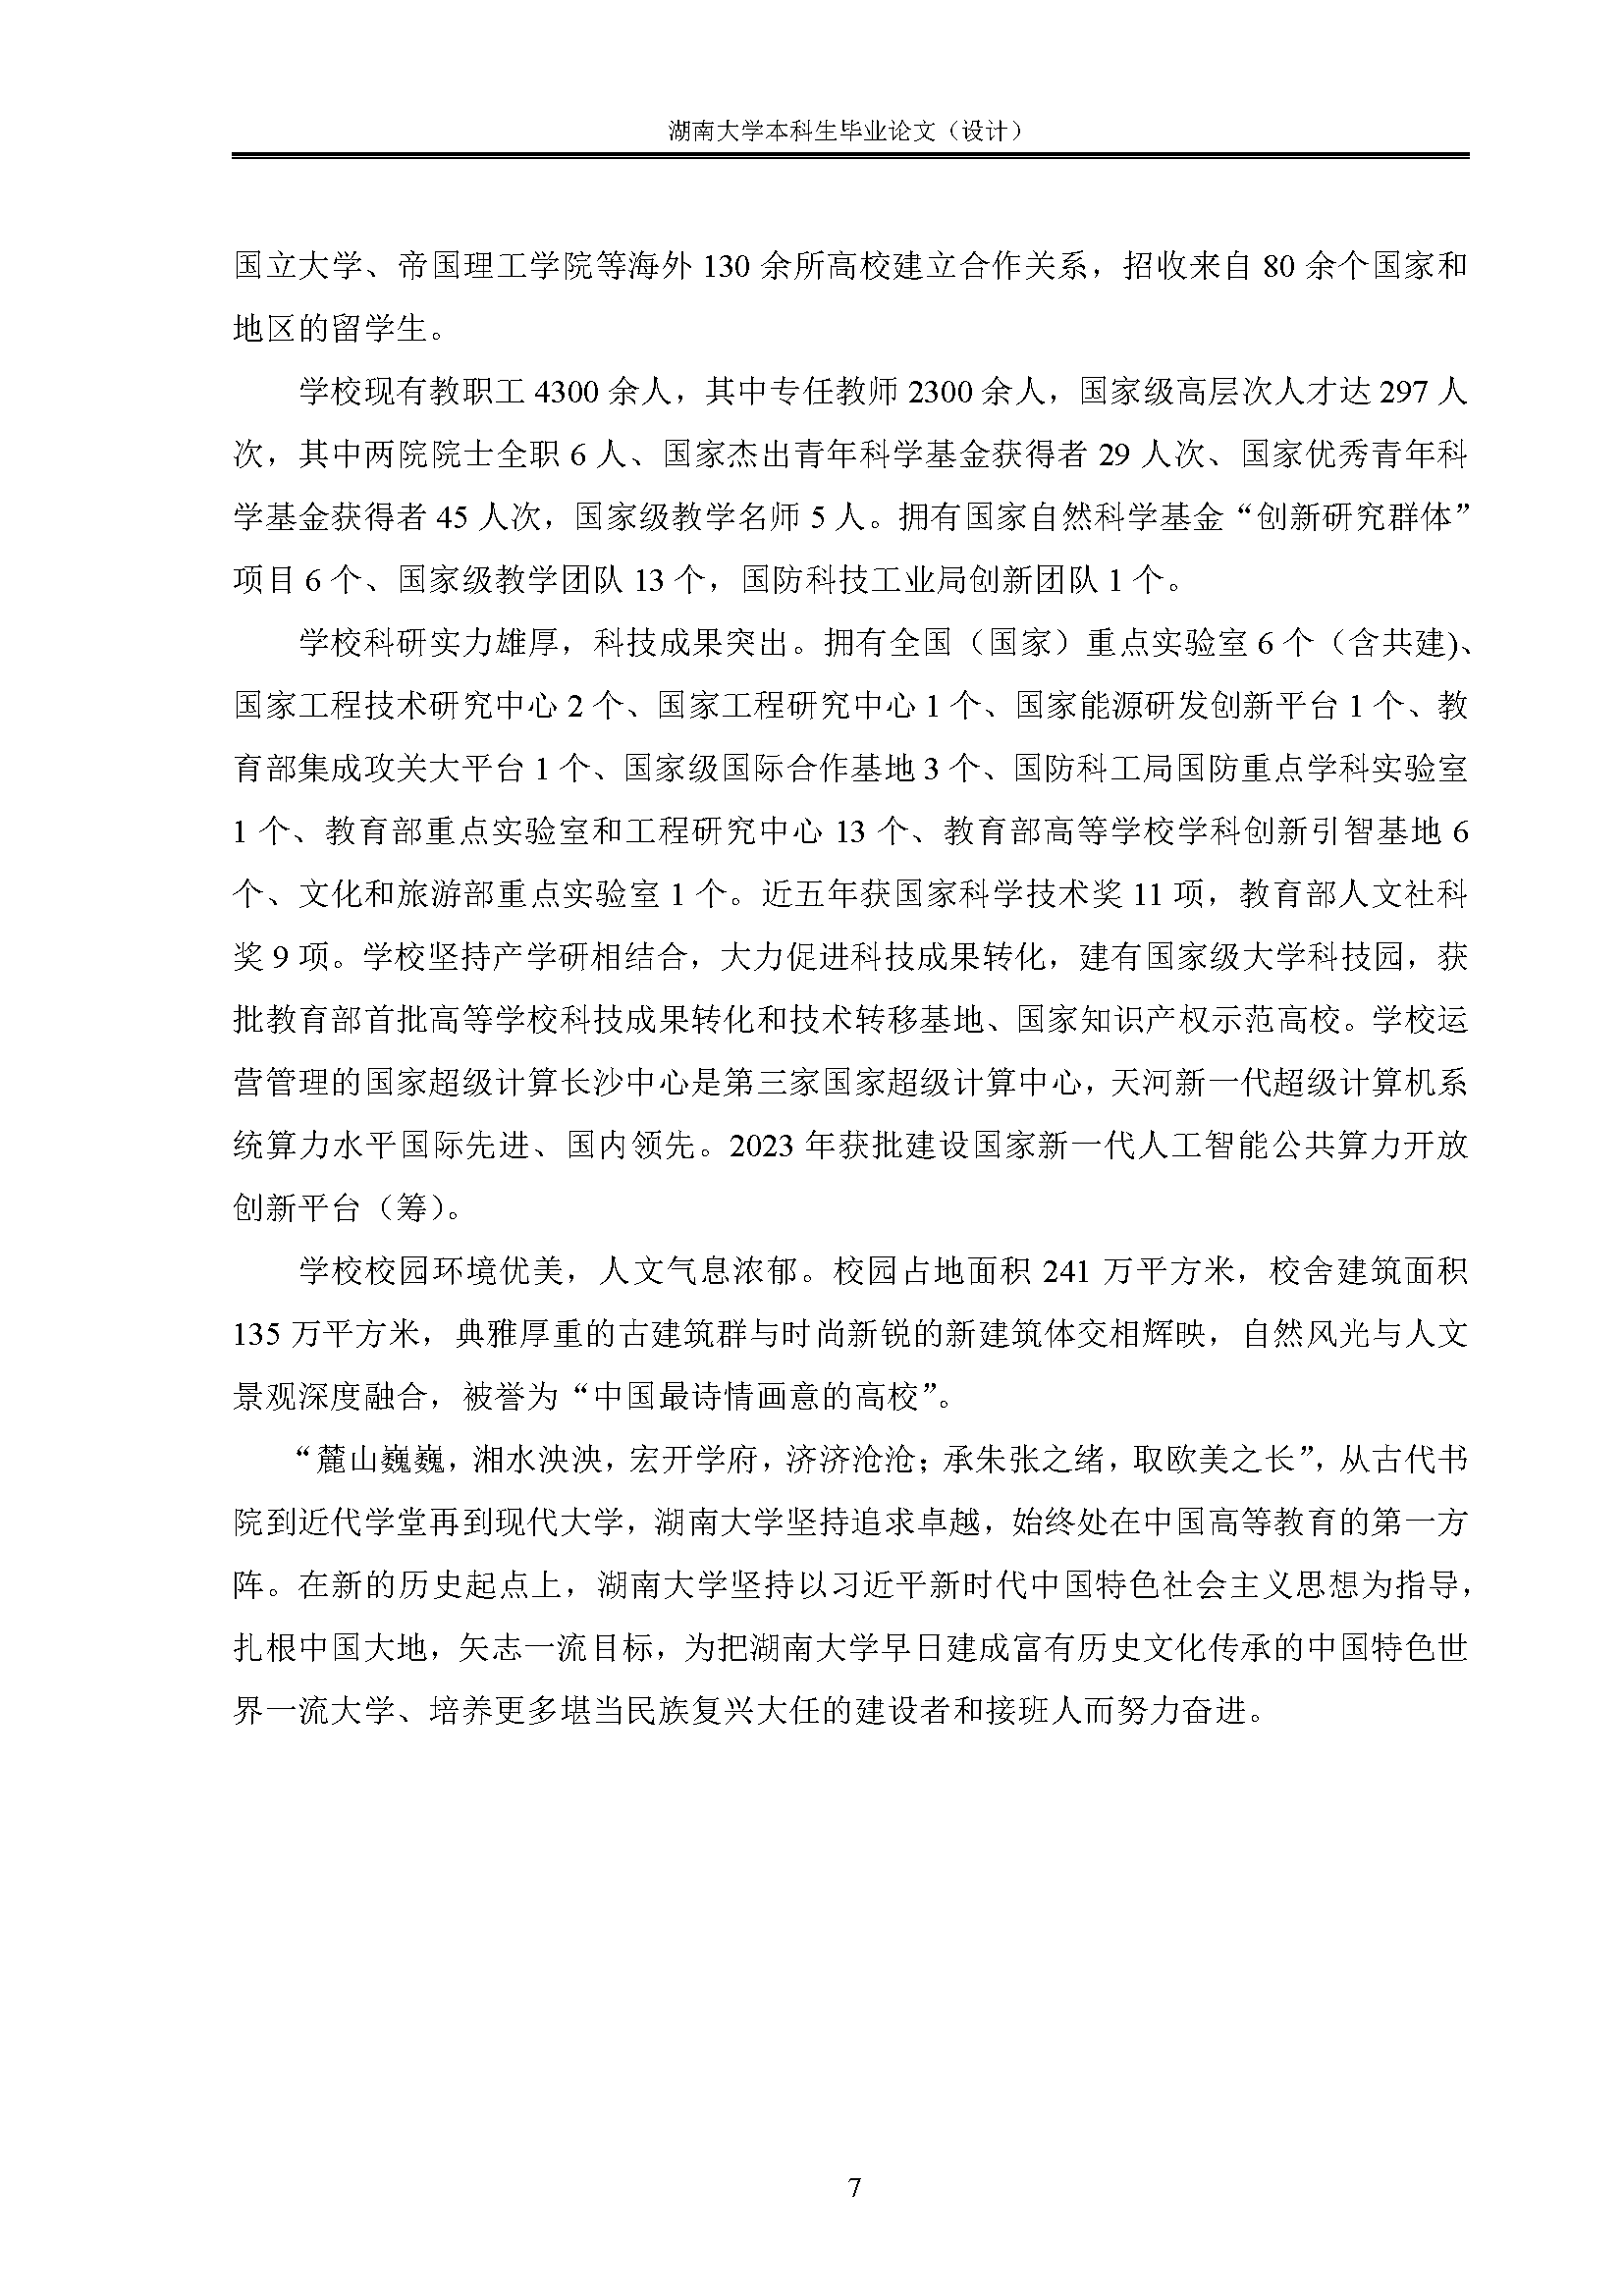 湖南大学本科生毕业论文（设计）
国立大学、帝国理工学院等海外 130 余所高校建立合作关系，招收来自 80 余个国家和
地区的留学生。
学校现有教职工 4300 余人，其中专任教师 2300 余人，国家级高层次人才达 297 人
次，其中两院院士全职 6 人、国家杰出青年科学基金获得者 29 人次、国家优秀青年科
学基金获得者 45 人次，国家级教学名师 5 人。拥有国家自然科学基金“创新研究群体”
项目 6 个、国家级教学团队 13 个，国防科技工业局创新团队 1 个。
学校科研实力雄厚，科技成果突出。拥有全国（国家）重点实验室 6 个（含共建)、
国家工程技术研究中心 2 个、国家工程研究中心 1 个、国家能源研发创新平台 1 个、教
育部集成攻关大平台 1 个、国家级国际合作基地 3 个、国防科工局国防重点学科实验室
1 个、教育部重点实验室和工程研究中心 13 个、教育部高等学校学科创新引智基地 6
个、文化和旅游部重点实验室 1 个。近五年获国家科学技术奖 11 项，教育部人文社科
奖 9 项。学校坚持产学研相结合，大力促进科技成果转化，建有国家级大学科技园，获
批教育部首批高等学校科技成果转化和技术转移基地、国家知识产权示范高校。学校运
营管理的国家超级计算长沙中心是第三家国家超级计算中心，天河新一代超级计算机系
统算力水平国际先进、国内领先。2023 年获批建设国家新一代人工智能公共算力开放
创新平台（筹）。
学校校园环境优美，人文气息浓郁。校园占地面积 241 万平方米，校舍建筑面积
135 万平方米，典雅厚重的古建筑群与时尚新锐的新建筑体交相辉映，自然风光与人文
景观深度融合，被誉为“中国最诗情画意的高校”。
“麓山巍巍，湘水泱泱，宏开学府，济济沧沧；承朱张之绪，取欧美之长”，从古代书
院到近代学堂再到现代大学，湖南大学坚持追求卓越，始终处在中国高等教育的第一方
阵。在新的历史起点上，湖南大学坚持以习近平新时代中国特色社会主义思想为指导，
扎根中国大地，矢志一流目标，为把湖南大学早日建成富有历史文化传承的中国特色世
界一流大学、培养更多堪当民族复兴大任的建设者和接班人而努力奋进。
7